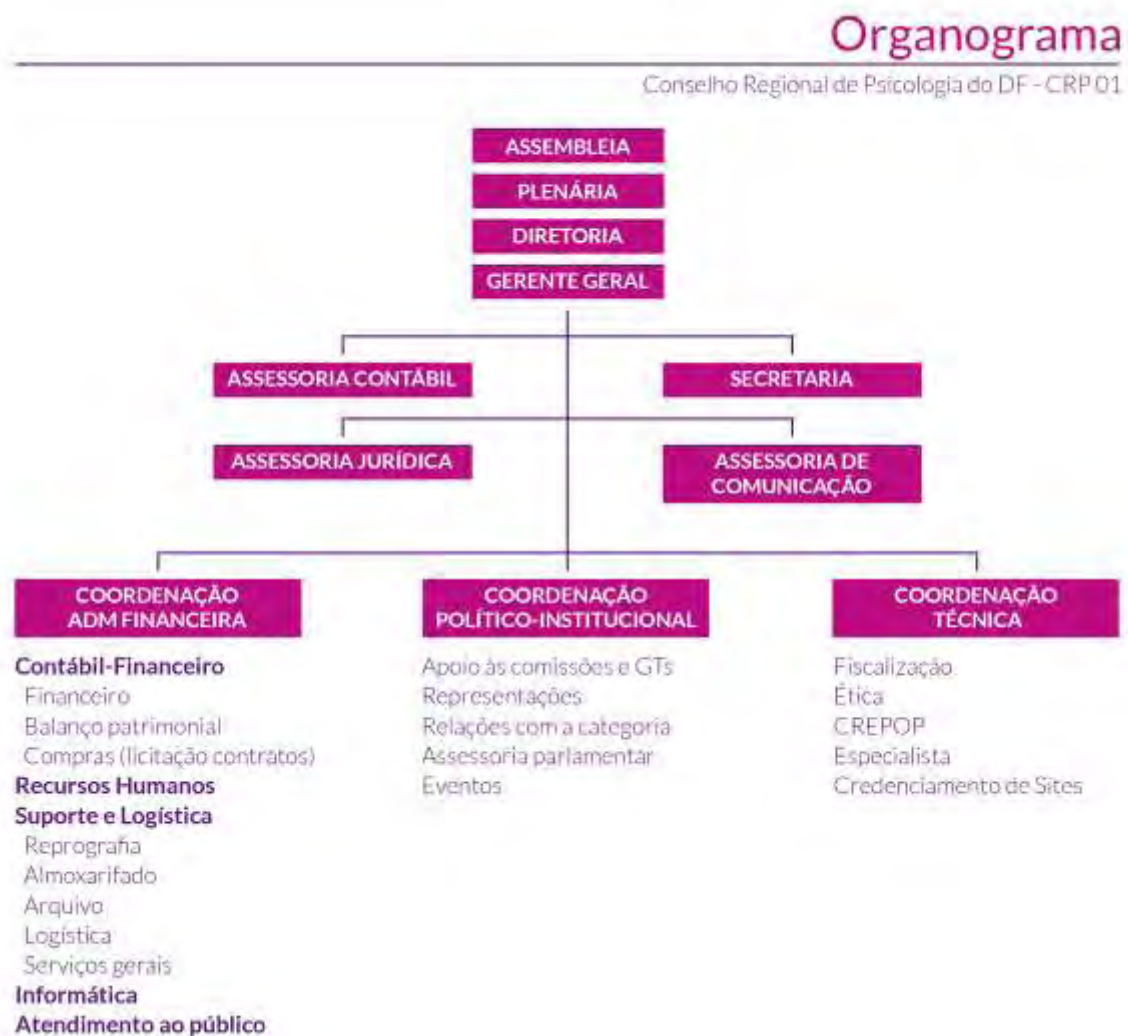 Organograma
Conselho Regional de Psicologia do DF - CRP 01
ASSEMBLEIA
PLENÁRIA
DIRETORIA
GERENTE GERAL
ASSESSORIA CONTÁBIL
SECRETARIA
ASSESSORIA JURÍDICA
ASSESSORIA DE
COMUNICAÇÃO
COORDENAÇÃO
ADM FINANCEIRA
Contábil-Financeiro
Financeiro
Balanço patrimonial
Compras (licitação contratos)
Recursos Humanos
Suporte e Logística
Reprografia
Almoxarifado
Arquivo
Logística
Serviços gerais
Informática
Atendimento ao público
COORDENAÇÃO
POLÍTICO-INSTITUCIONAL
Apoio às comissões e GTs
Representações
Relações com a categoria
Assessoria parlamentar
Eventos
COORDENAÇÃO
TÉCNICA
Fiscalização
Ética
CREPOP
Especialista
Credenciamento de Sites